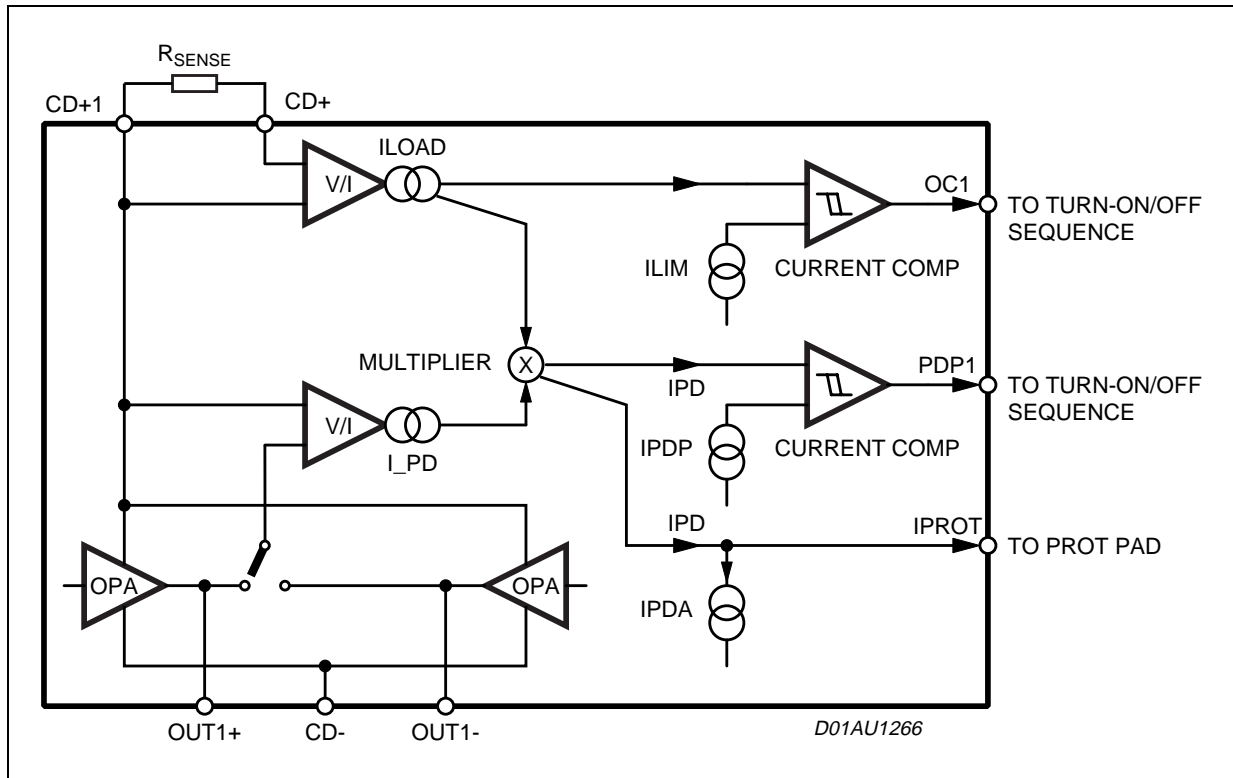 RSENSE
CD+1
CD+
ILOAD
V/I
OC1
TO TURN-ON/OFF
SEQUENCE
ILIM
CURRENT COMP
MULTIPLIER
X
IPD
PDP1
TO TURN-ON/OFF
SEQUENCE
V/I
I_PD
IPDP
CURRENT COMP
IPD
IPROT
TO PROT PAD
OPA
OPA
IPDA
OUT1+
CD-
OUT1-
D01AU1266